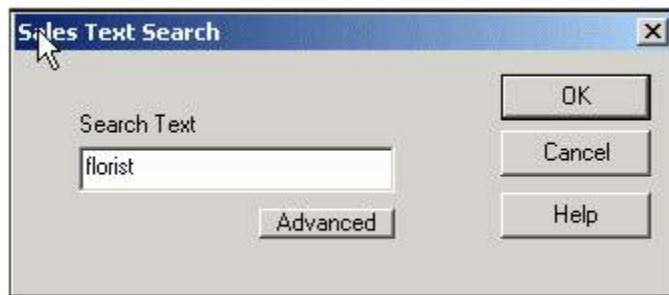 Sales Text Search
OK
Search Text
Cancel
florist
Advanced
Help